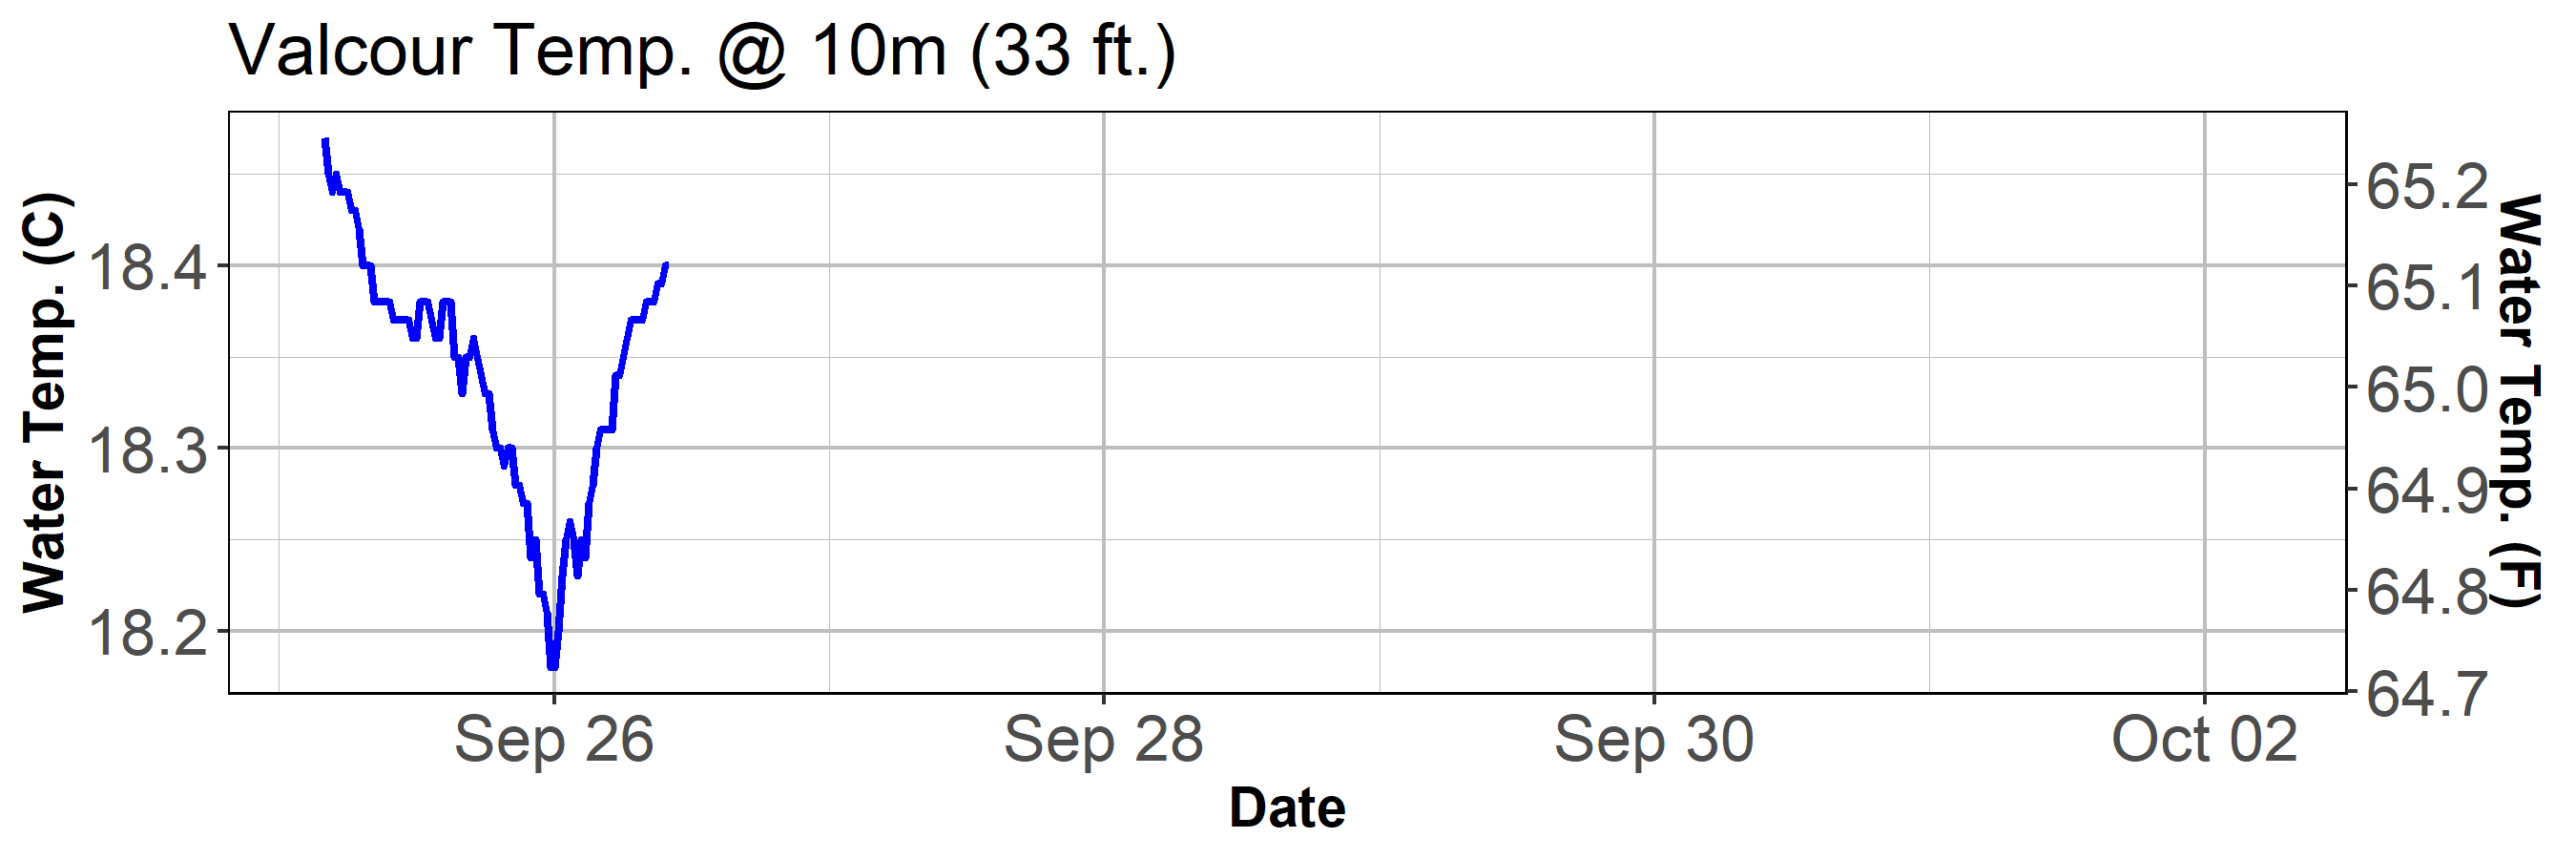 Valcour Temp. @ 10m (33 ft.)
Water Temp. (C)
18.4
18.3
18.2
65.2
65.1
65.0
64.9
64.8
64.7
Water Temp. (F)
Sep 26
Sep 28
Sep 30
Oct 02
Date